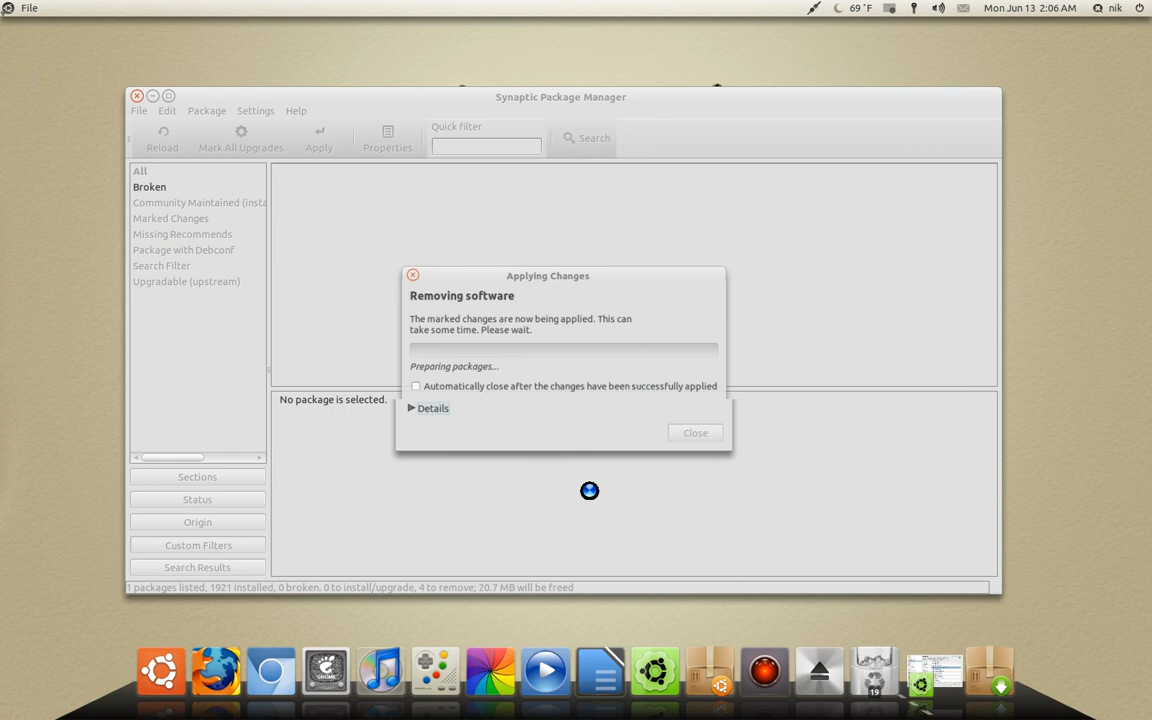 File
69 °F
Mon Jun 13 2:06 AM
nik
Synaptic Package Manager
File Edit Package Settings Help
Reload
Mark All Upgrades
Apply
Properties
Quick filter
Search
All
Broken
Community Maintained (insta
Marked Changes
Missing Recommends
Package with Debconf
Search Filter
Upgradable (upstream)
Sections
Status
Origin
Custom Filters
Search Results
No package is selected.
Applying Changes
Removing software
The marked changes are now being applied. This can
take some time. Please wait.
Preparing packages...
Automatically close after the changes have been successfully applied
Details
Close
1 packages listed, 1921 installed, 0 broken. 0 to install/upgrade, 4 to remove; 20.7 MB will be freed
GNOME
19